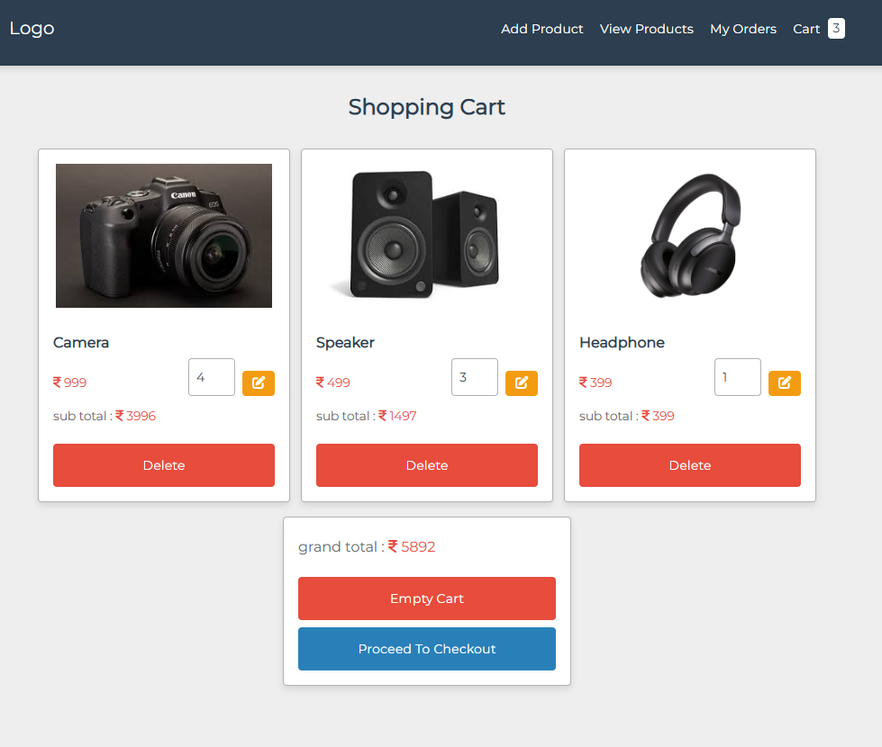 Logo
Add Product View Products My Orders Cart 3
Shopping Cart
Canon
EOS
Camera
₹ 999 4
sub total : ₹ 3996
Delete
Speaker
₹ 499 3
sub total : ₹ 1497
Delete
Headphone
₹ 399 1
sub total : ₹ 399
Delete
grand total : ₹ 5892
Empty Cart
Proceed To Checkout